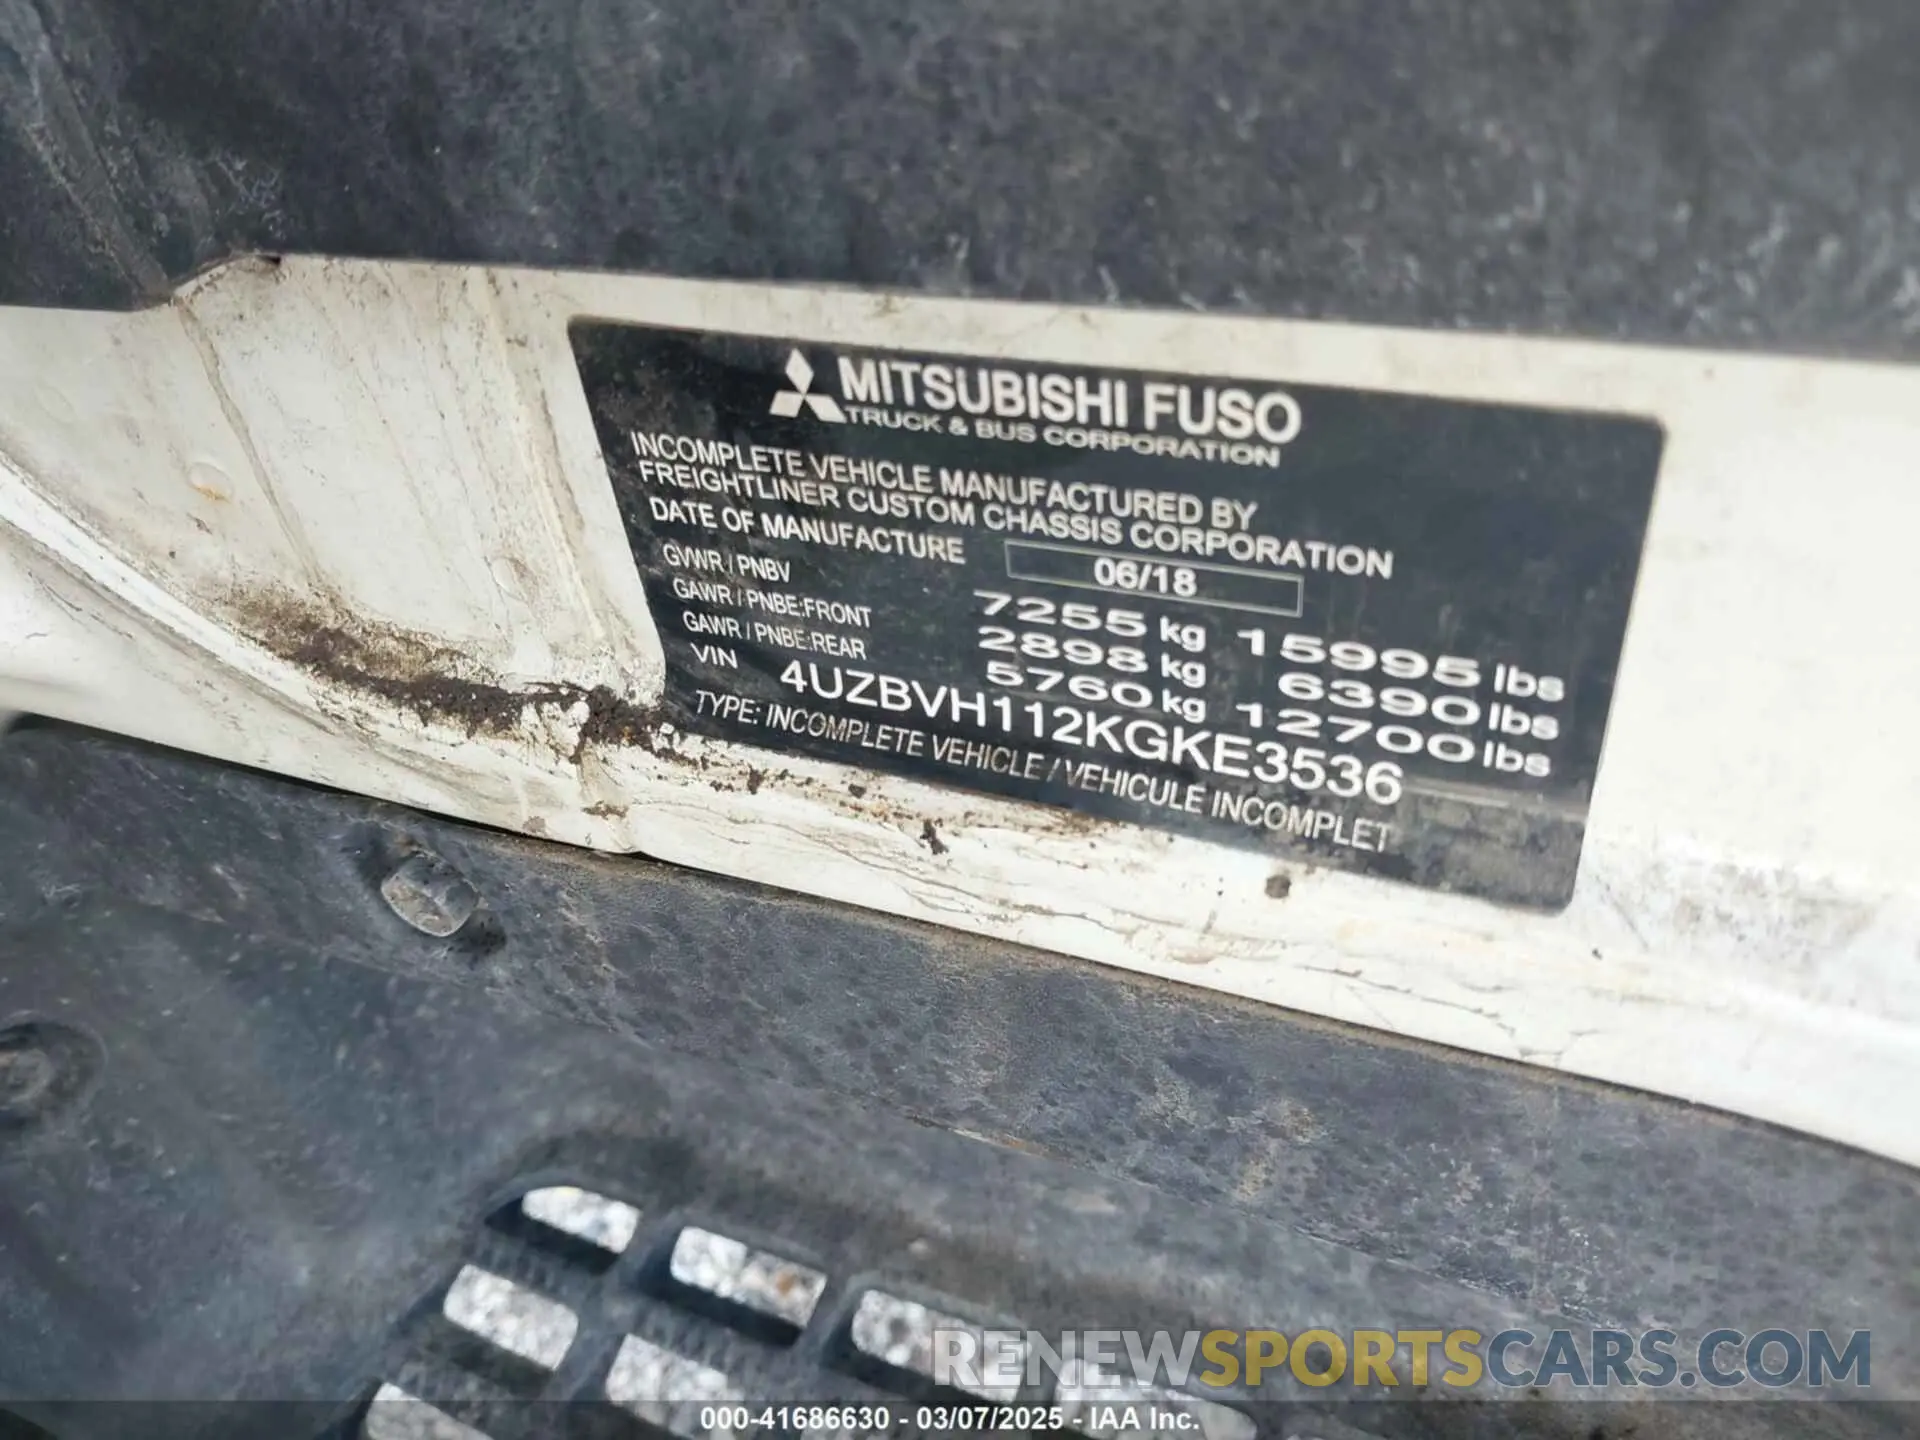 MITSUBISHI FUSO
TRUCK & BUS CORPORATION
INCOMPLETE VEHICLE MANUFACTURED BY
FREIGHTLINER CUSTOM CHASSIS CORPORATION
DATE OF MANUFACTURE 06/18
GVWR / PNBV 7255 kg 15995 lbs
GAWR / PNBE:FRONT 2898 kg 6390 lbs
GAWR / PNBE:REAR 5760 kg 12700 lbs
VIN 4UZBVH112KGKE3536
TYPE: INCOMPLETE VEHICLE / VEHICULE INCOMPLET
RENEWSPORTSCARS.COM
000-41686630 - 03/07/2025 - IAA Inc.